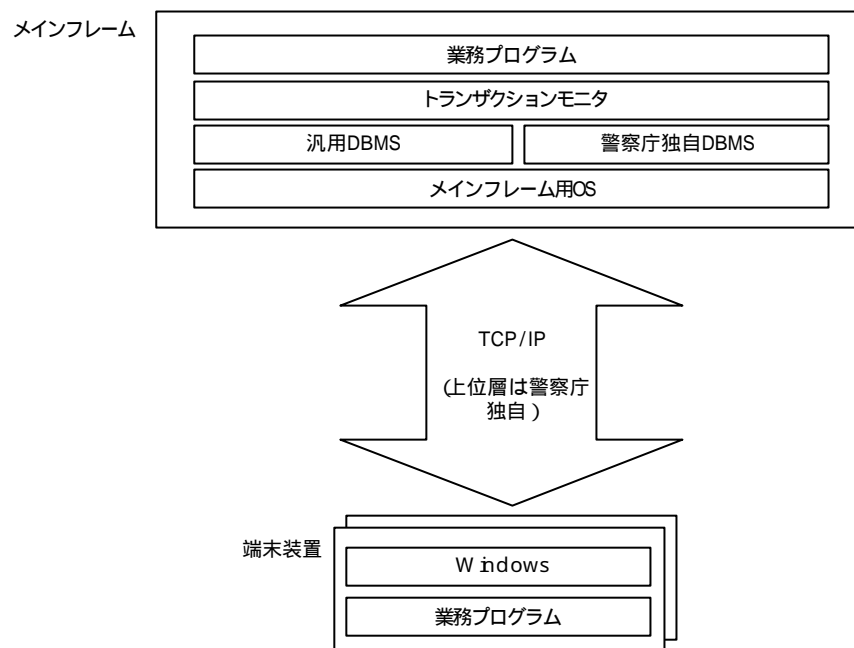 メインフレーム
業務プログラム
トランザクションモニタ
汎用DBMS
警察庁独自DBMS
メインフレーム用OS
TCP/IP
(上位層は警察庁
独自)
端末装置
Windows
業務プログラム